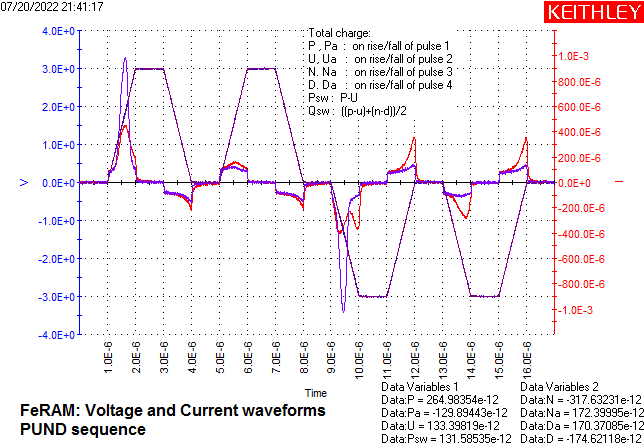 07/20/2022 21:41:17
KEITHLEY
Total charge:
P , Pa : on rise/fall of pulse 1
U, Ua : on rise/fall of pulse 2
N. Na : on rise/fall of pulse 3
D. Da : on rise/fall of pulse 4
Psw : P-U
Qsw : ((p-u)+(n-d))/2
4.0E+0
3.0E+0
2.0E+0
1.0E+0
0.0E+0
-1.0E+0
-2.0E+0
-3.0E+0
-4.0E+0
V
1.0E-3
800.0E-6
600.0E-6
400.0E-6
200.0E-6
0.0E+0
-200.0E-6
-400.0E-6
-600.0E-6
-800.0E-6
-1.0E-3
I
1.0E-6
2.0E-6
3.0E-6
4.0E-6
5.0E-6
6.0E-6
7.0E-6
8.0E-6
9.0E-6
10.0E-6
11.0E-6
12.0E-6
13.0E-6
14.0E-6
15.0E-6
16.0E-6
Time
FeRAM: Voltage and Current waveforms
PUND sequence
Data Variables 1
Data:P = 264.98354e-12
Data:Pa = -129.89443e-12
Data:U = 133.39819e-12
Data:Psw = 131.58535e-12
Data Variables 2
Data:N = -317.63231e-12
Data:Na = 172.39995e-12
Data:Da = 170.37085e-12
Data:D = -174.62118e-12